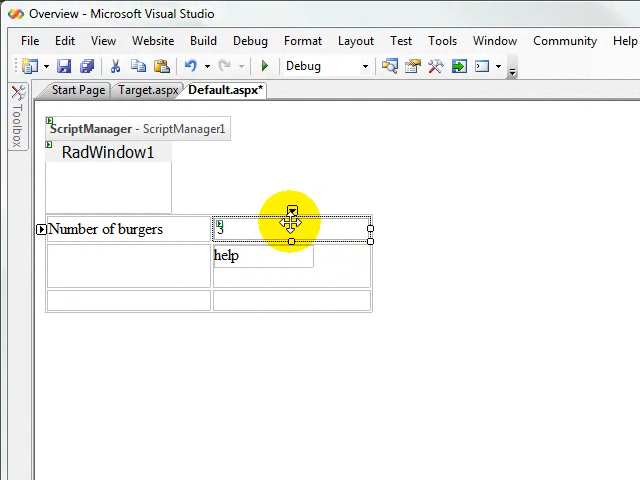 Overview - Microsoft Visual Studio
File Edit View Website Build Debug Format Layout Test Tools Window Community Help
Debug
Start Page Target.aspx Default.aspx*
Toolbox
ScriptManager - ScriptManager1
RadWindow1
Number of burgers 3
help